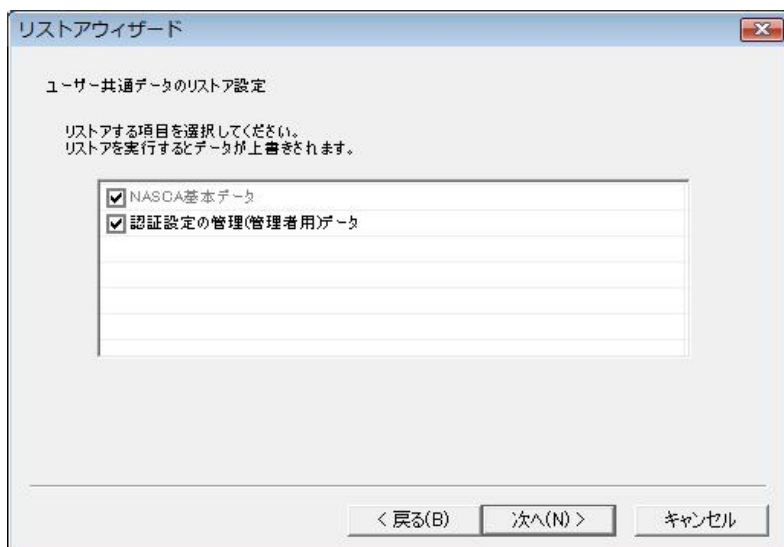 リストアウィザード
ユーザー共通データのリストア設定
リストアする項目を選択してください。
リストアを実行するとデータが上書きされます。
NASCA基本データ
認証設定の管理(管理者用)データ
< 戻る(B)
次へ(N) >
キャンセル